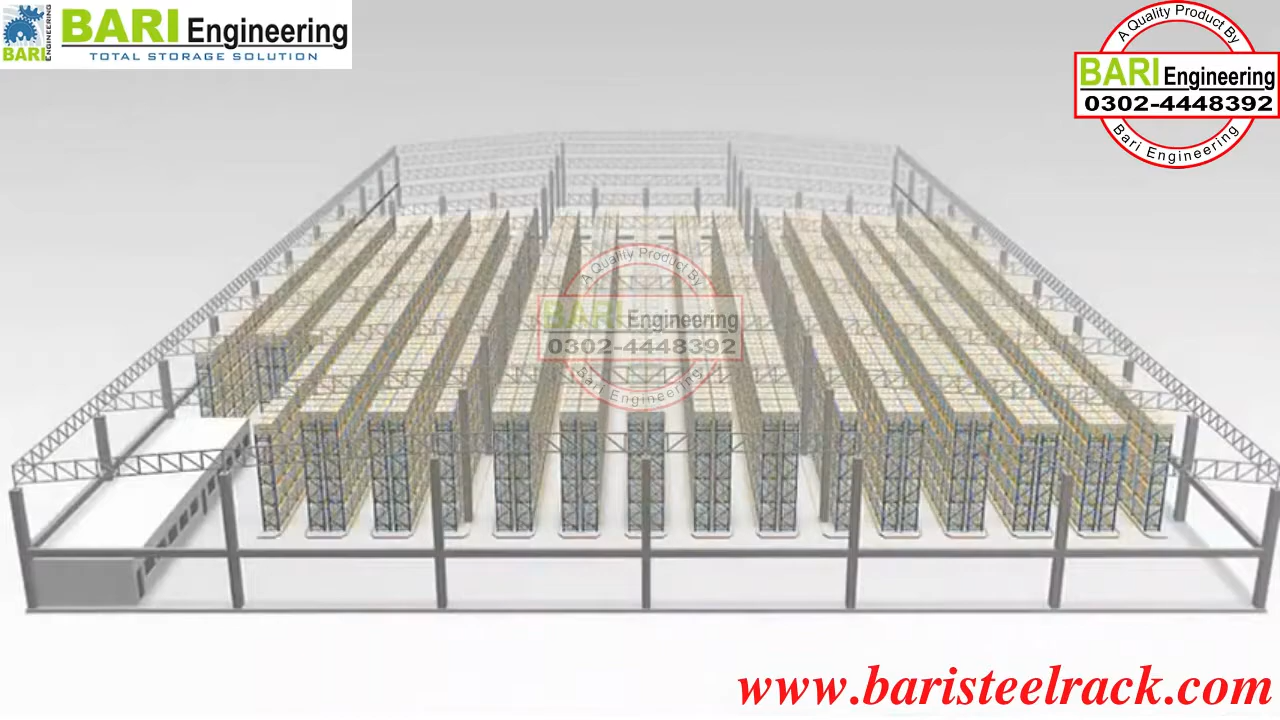 BARI
ENGINEERING
BARI Engineering
TOTAL STORAGE SOLUTION
A Quality Product By
BARI Engineering
0302-4448392
Bari Engineering
A Quality Product By
BARI Engineering
0302-4448392
Bari Engineering
www.baristeelrack.com